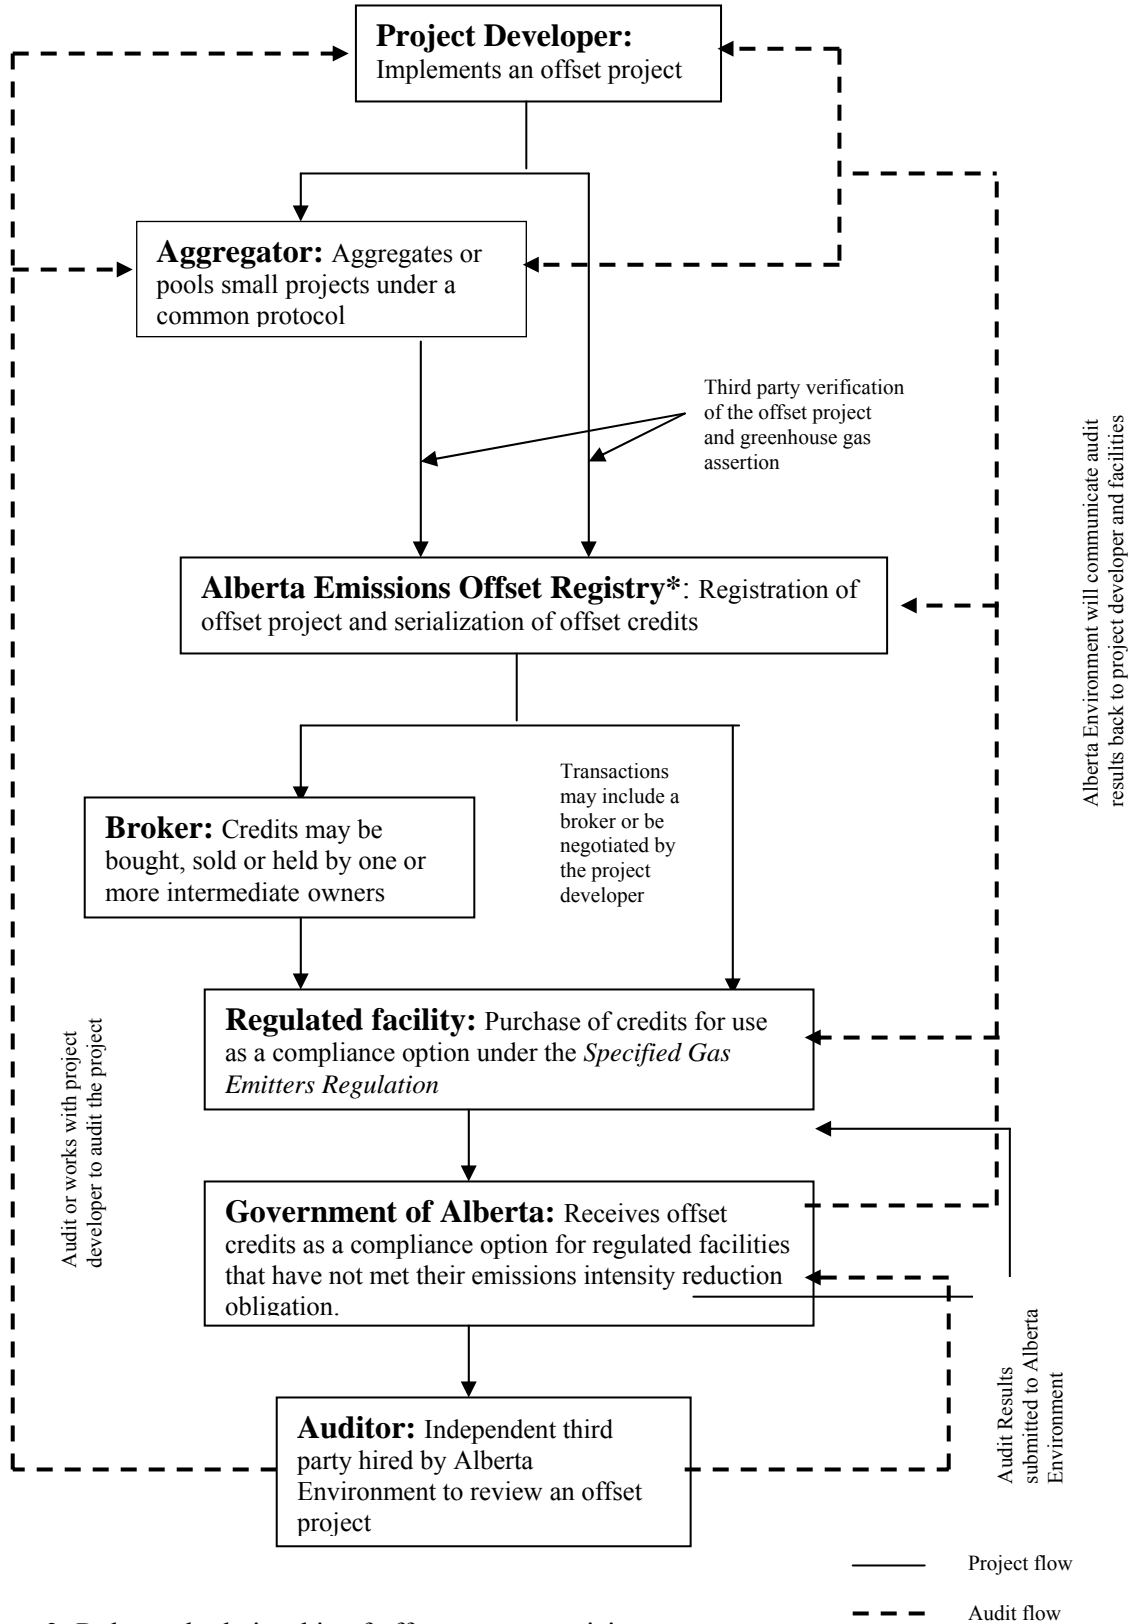 Project Developer:
Implements an offset project
Aggregator: Aggregates or
pools small projects under a
common protocol
Third party verification
of the offset project
and greenhouse gas
assertion
Alberta Environment will communicate audit
results back to project developer and facilities
Alberta Emissions Offset Registry*: Registration of
offset project and serialization of offset credits
Transactions
may include a
broker or be
negotiated by
the project
developer
Broker: Credits may be
bought, sold or held by one or
more intermediate owners
Regulated facility: Purchase of credits for use
as a compliance option under the Specified Gas
Emitters Regulation
Audit or works with project
developer to audit the project
Government of Alberta: Receives offset
credits as a compliance option for regulated facilities
that have not met their emissions intensity reduction
obligation.
Audit Results
submitted to Alberta
Environment
Auditor: Independent third
party hired by Alberta
Environment to review an offset
project
Project flow
Audit flow